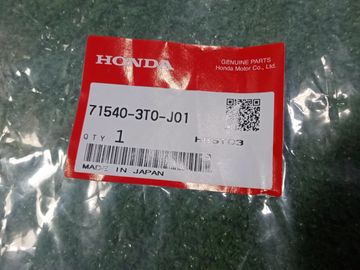 HONDA
GENUINE PARTS
Honda Motor Co., Ltd.
71540-3T0-J01
QTY 1
MADE IN JAPAN